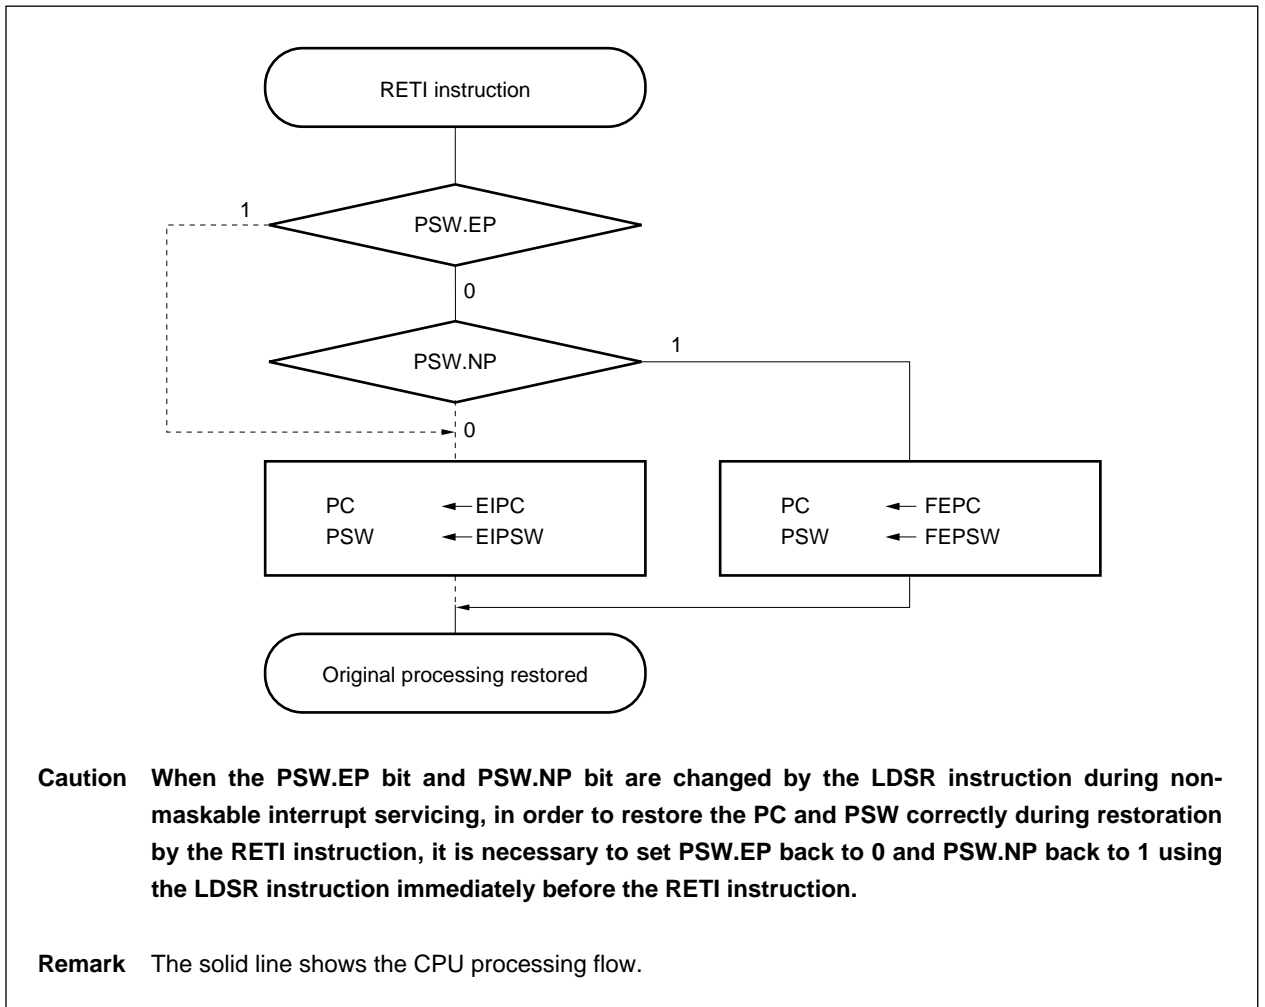 RETI instruction
1
PSW.EP
0
PSW.NP
1
0
PC ← EIPC
PSW ← EIPSW
PC ← FEPC
PSW ← FEPSW
Original processing restored
Caution When the PSW.EP bit and PSW.NP bit are changed by the LDSR instruction during non-
maskable interrupt servicing, in order to restore the PC and PSW correctly during restoration
by the RETI instruction, it is necessary to set PSW.EP back to 0 and PSW.NP back to 1 using
the LDSR instruction immediately before the RETI instruction.
Remark The solid line shows the CPU processing flow.